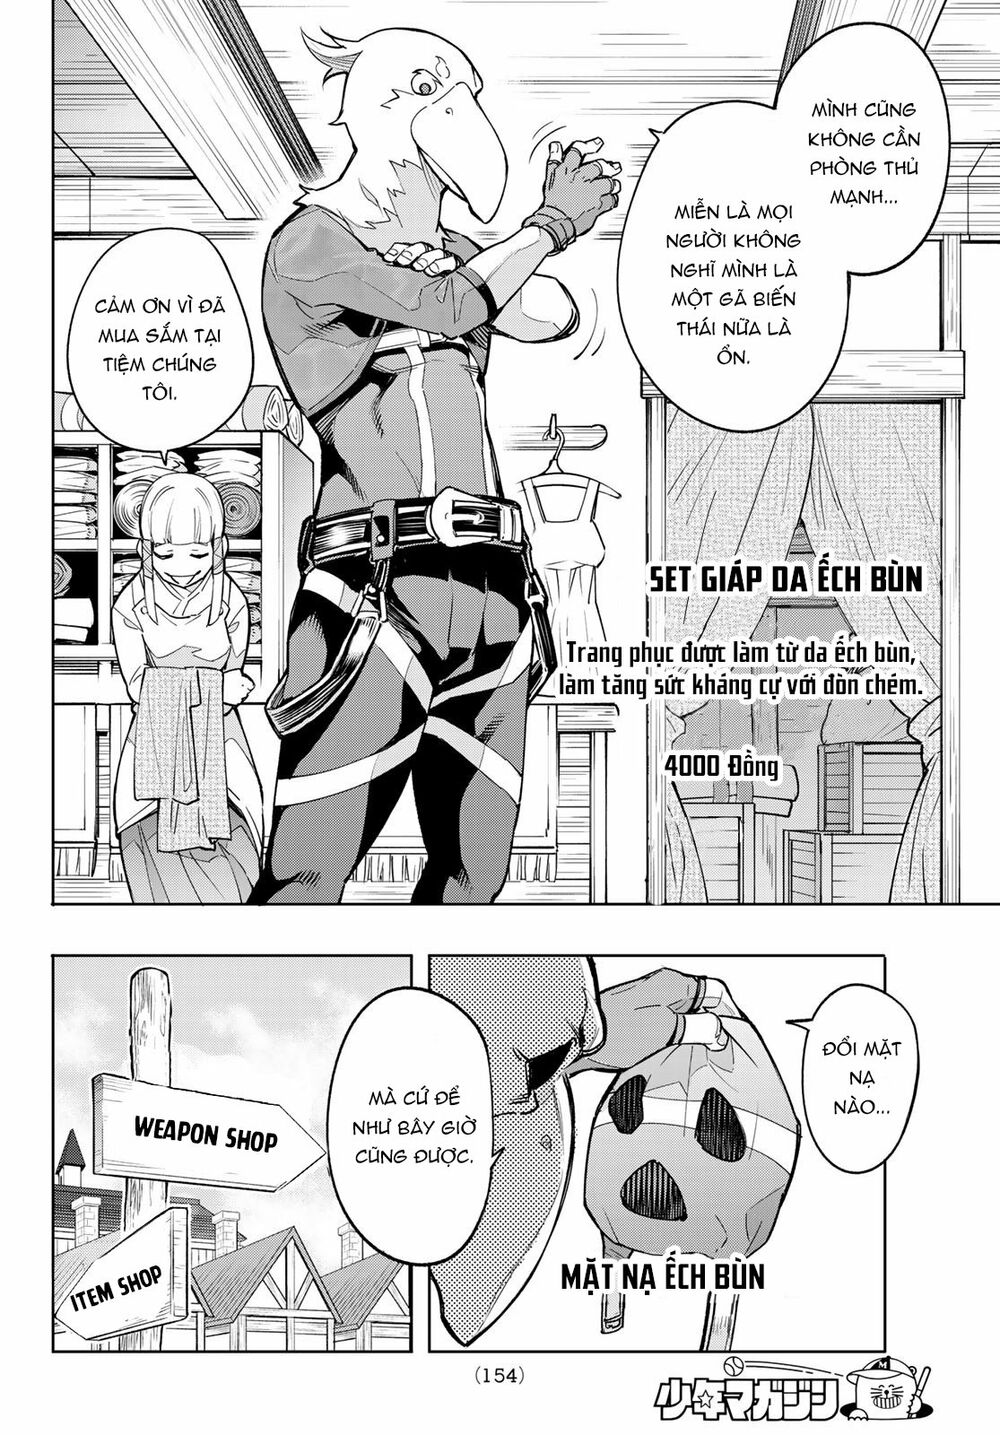 MÌNH CŨNG
KHÔNG CẦN
PHÒNG THỦ
MẠNH...
MIỄN LÀ MỌI
NGƯỜI KHÔNG
NGHĨ MÌNH LÀ
MỘT GÃ BIẾN
THÁI NỮA LÀ
ỔN.
CẢM ƠN VÌ ĐÃ
MUA SẮM TẠI
TIỆM CHÚNG
TÔI.
SET GIÁP DA ẾCH BÙN
Trang phục được làm từ da ếch bùn,
làm tăng sức kháng cự với đòn chém.
4000 Đồng
ĐỔI MẶT
NẠ
NÀO...
MÀ CỨ ĐỂ
NHƯ BÂY GIỜ
CŨNG ĐƯỢC.
MẶT NẠ ẾCH BÙN
WEAPON SHOP
ITEM SHOP
(154)
少年マガジン
M